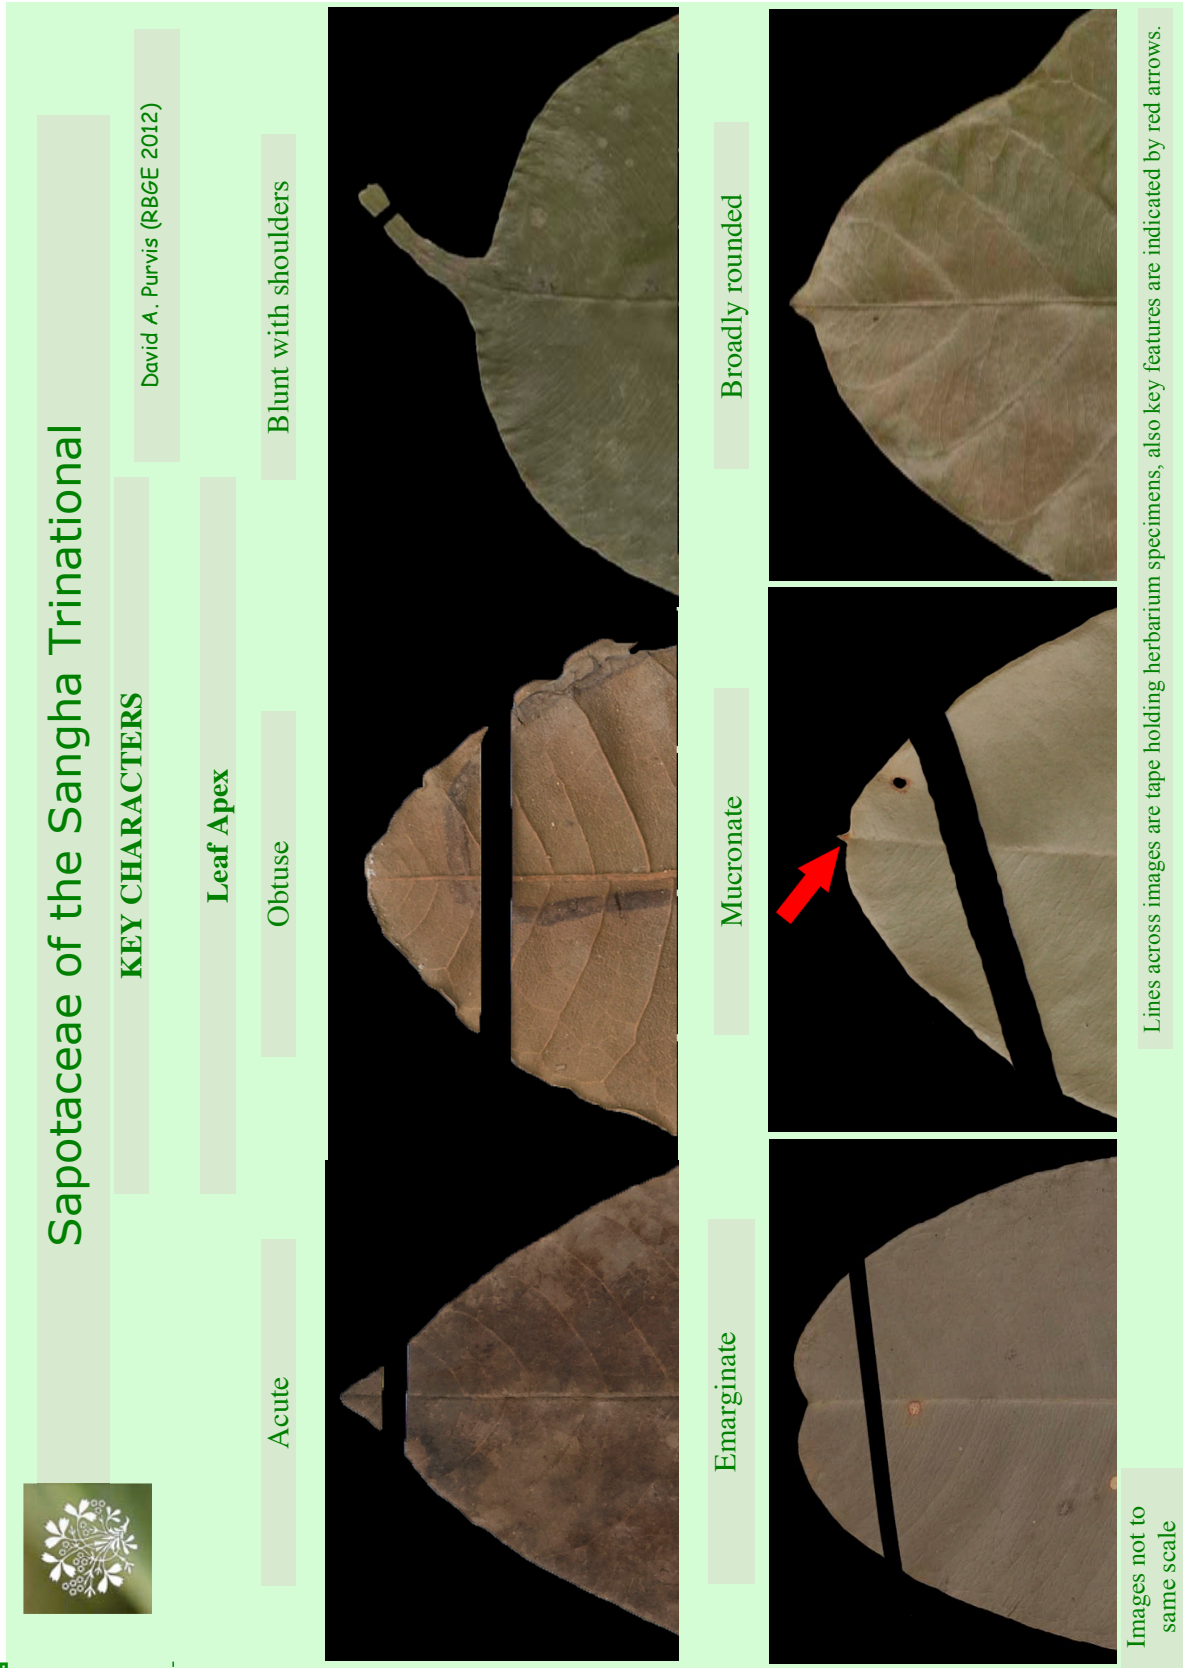 Sapotaceae of the Sangha Trinational
David A. Purvis (RBGE 2012)
KEY CHARACTERS
Leaf Apex
Acute
Obtuse
Blunt with shoulders
Emarginate
Mucronate
Broadly rounded
Images not to
same scale
Lines across images are tape holding herbarium specimens, also key features are indicated by red arrows.